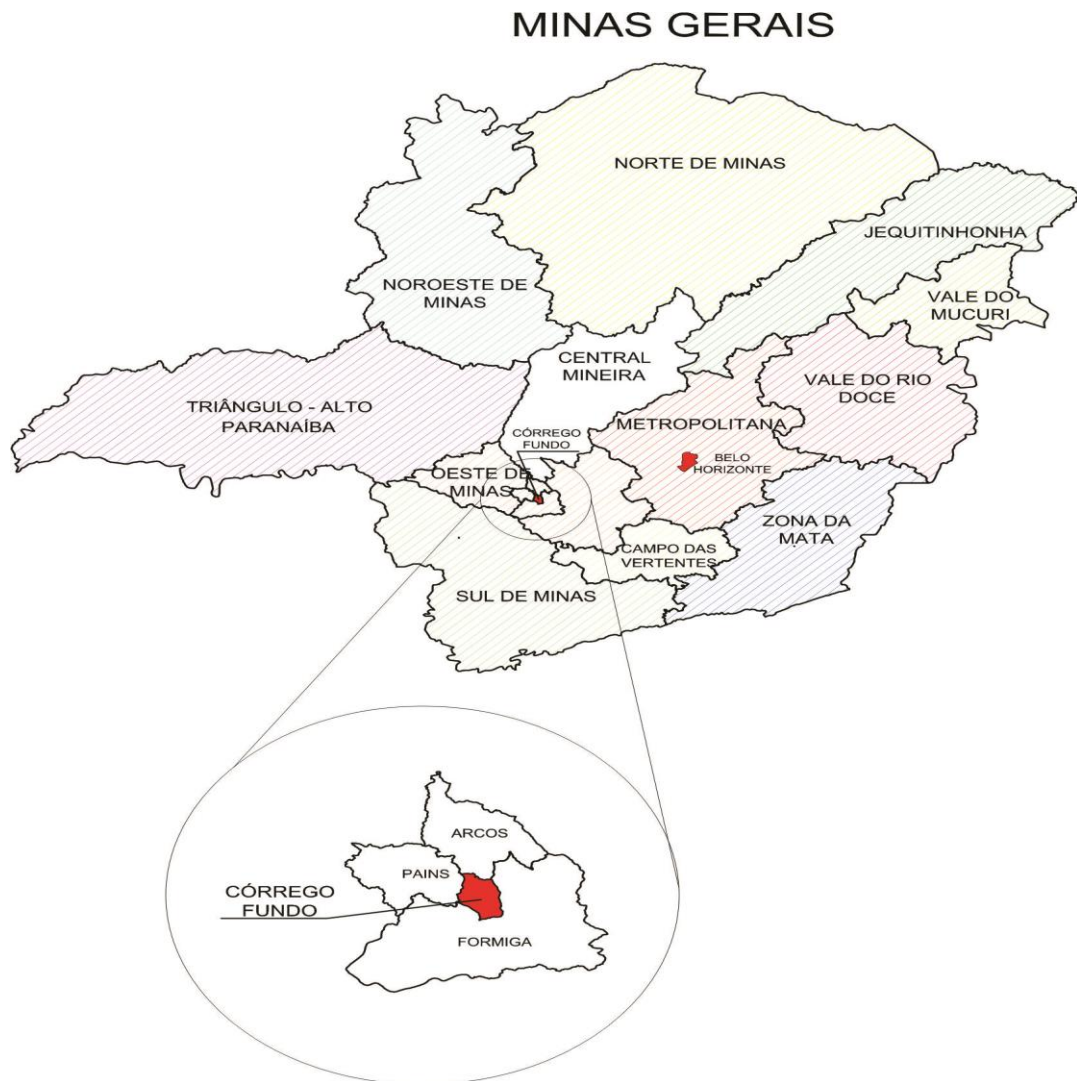 MINAS GERAIS
NORTE DE MINAS
JEQUITINHONHA
NOROESTE DE
MINAS
VALE DO
MUCURI
CENTRAL
MINEIRA
VALE DO RIO
DOCE
TRIÂNGULO - ALTO
PARANAÍBA
METROPOLITANA
CÓRREGO
FUNDO
BELO
HORIZONTE
OESTE DE
MINAS
ZONA DA
MATA
CAMPO DAS
VERTENTES
SUL DE MINAS
ARCOS
PAINS
CÓRREGO
FUNDO
FORMIGA